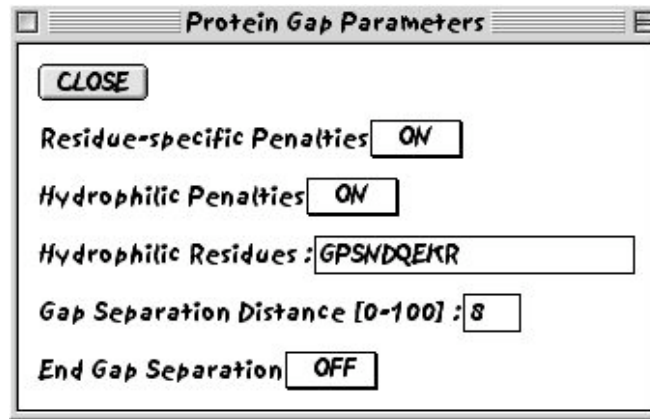 Protein Gap Parameters
CLOSE
Residue-specific Penalties ON
Hydrophilic Penalties ON
Hydrophilic Residues : GPSNDQEKR
Gap Separation Distance [0-100] : 8
End Gap Separation OFF